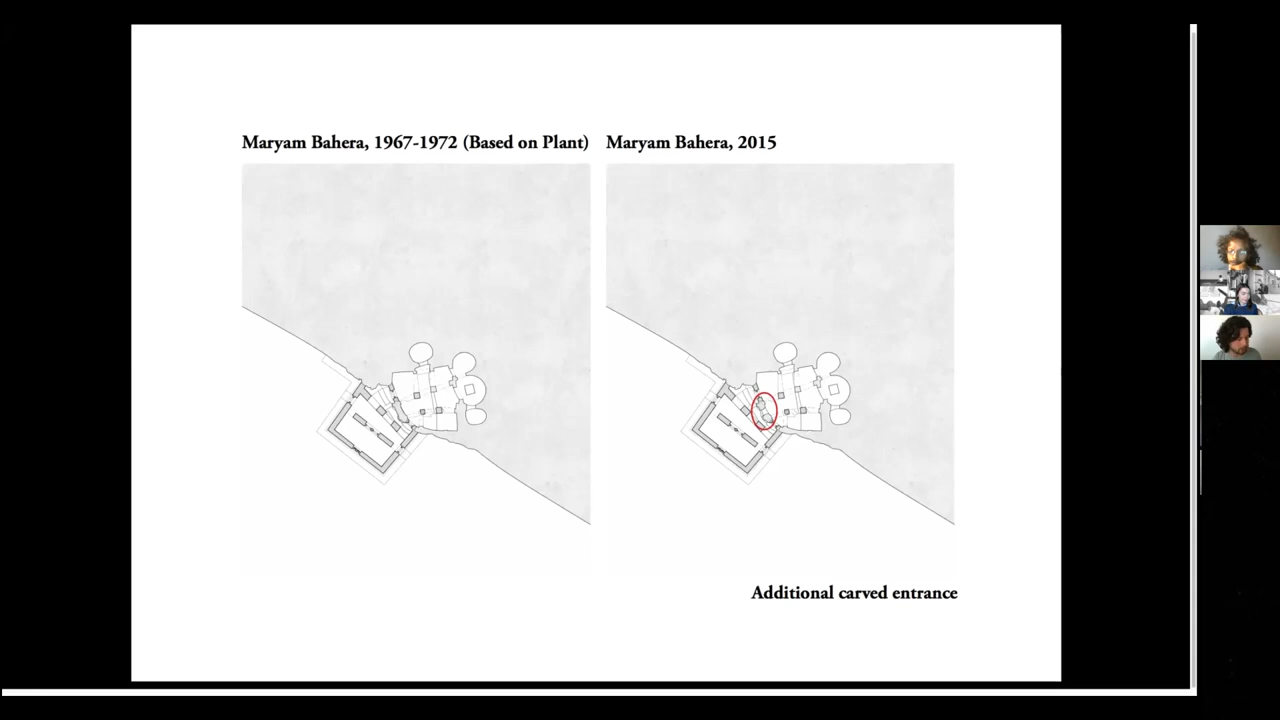 Maryam Bahera, 1967-1972 (Based on Plant)
Maryam Bahera, 2015
Additional carved entrance